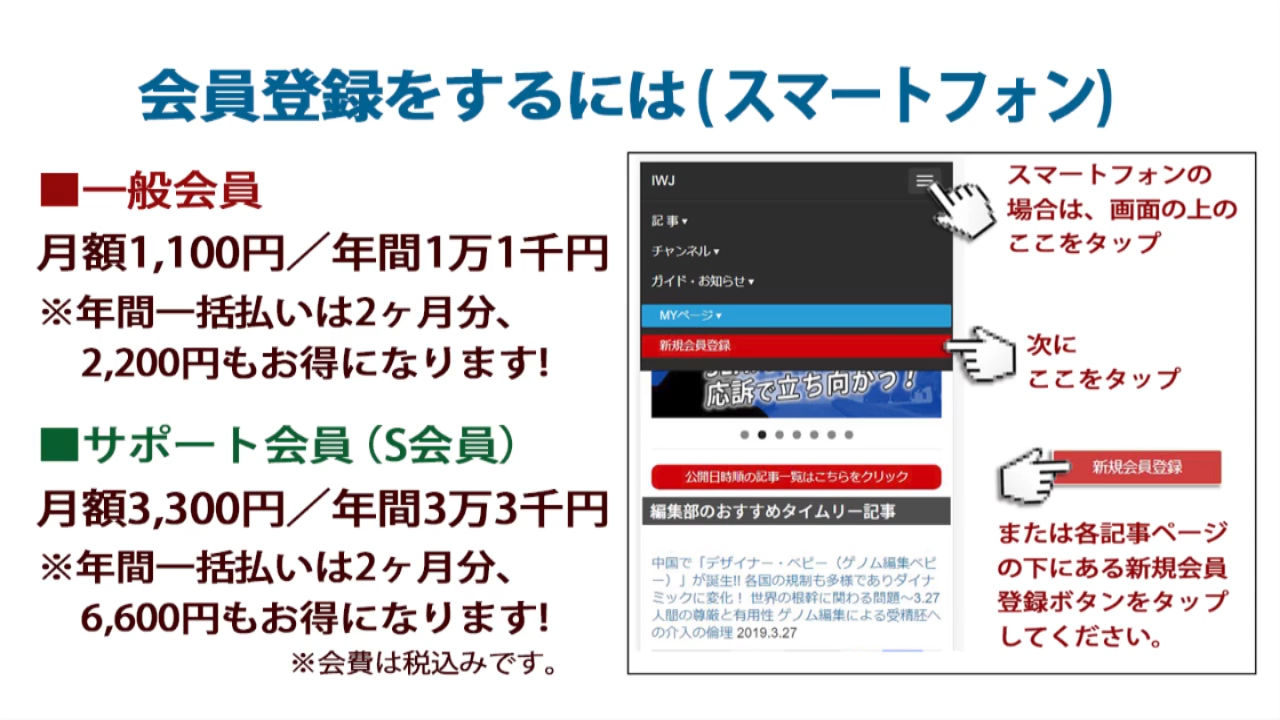 会員登録をするには(スマートフォン)
■一般会員
月額1,100円／年間1万1千円
※年間一括払いは2ヶ月分、
2,200円もお得になります!
■サポート会員（S会員）
月額3,300円／年間3万3千円
※年間一括払いは2ヶ月分、
6,600円もお得になります!
※会費は税込みです。
IWJ
記事▼
チャンネル▼
ガイド・お知らせ▼
MYページ▼
新規会員登録
応訴で立ち向かう！
公開日時順の記事一覧はこちらをクリック
編集部のおすすめタイムリー記事
中国で「デザイナー・ベビー（ゲノム編集ベビ
ー）」が誕生!! 各国の規制も多様でありダイナ
ミックに変化！ 世界の根幹に関わる問題～3.27
人間の尊厳と有用性 ゲノム編集による受精胚へ
の介入の倫理 2019.3.27
スマートフォンの
場合は、画面の上の
ここをタップ
次に
ここをタップ
新規会員登録
または各記事ページ
の下にある新規会員
登録ボタンをタップ
してください。